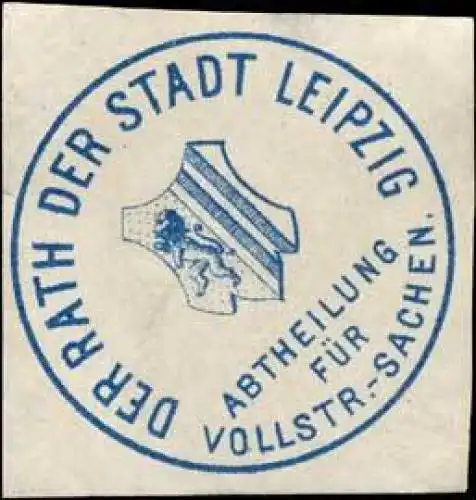 DER RATH DER STADT LEIPZIG
ABTHEILUNG
FÜR
VOLLSTR.-SACHEN.